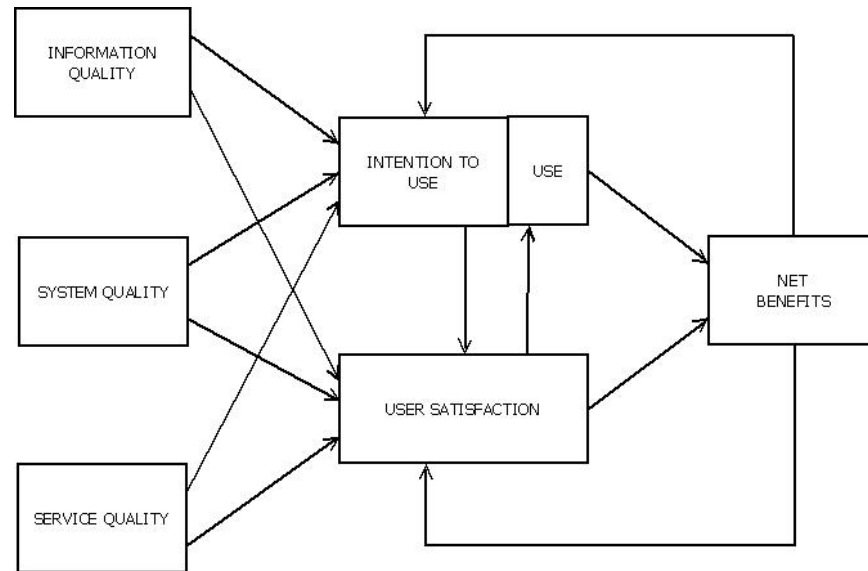 INFORMATION
QUALITY
INTENTION TO
USE
USE
SYSTEM QUALITY
NET
BENEFITS
USER SATISFACTION
SERVICE QUALITY